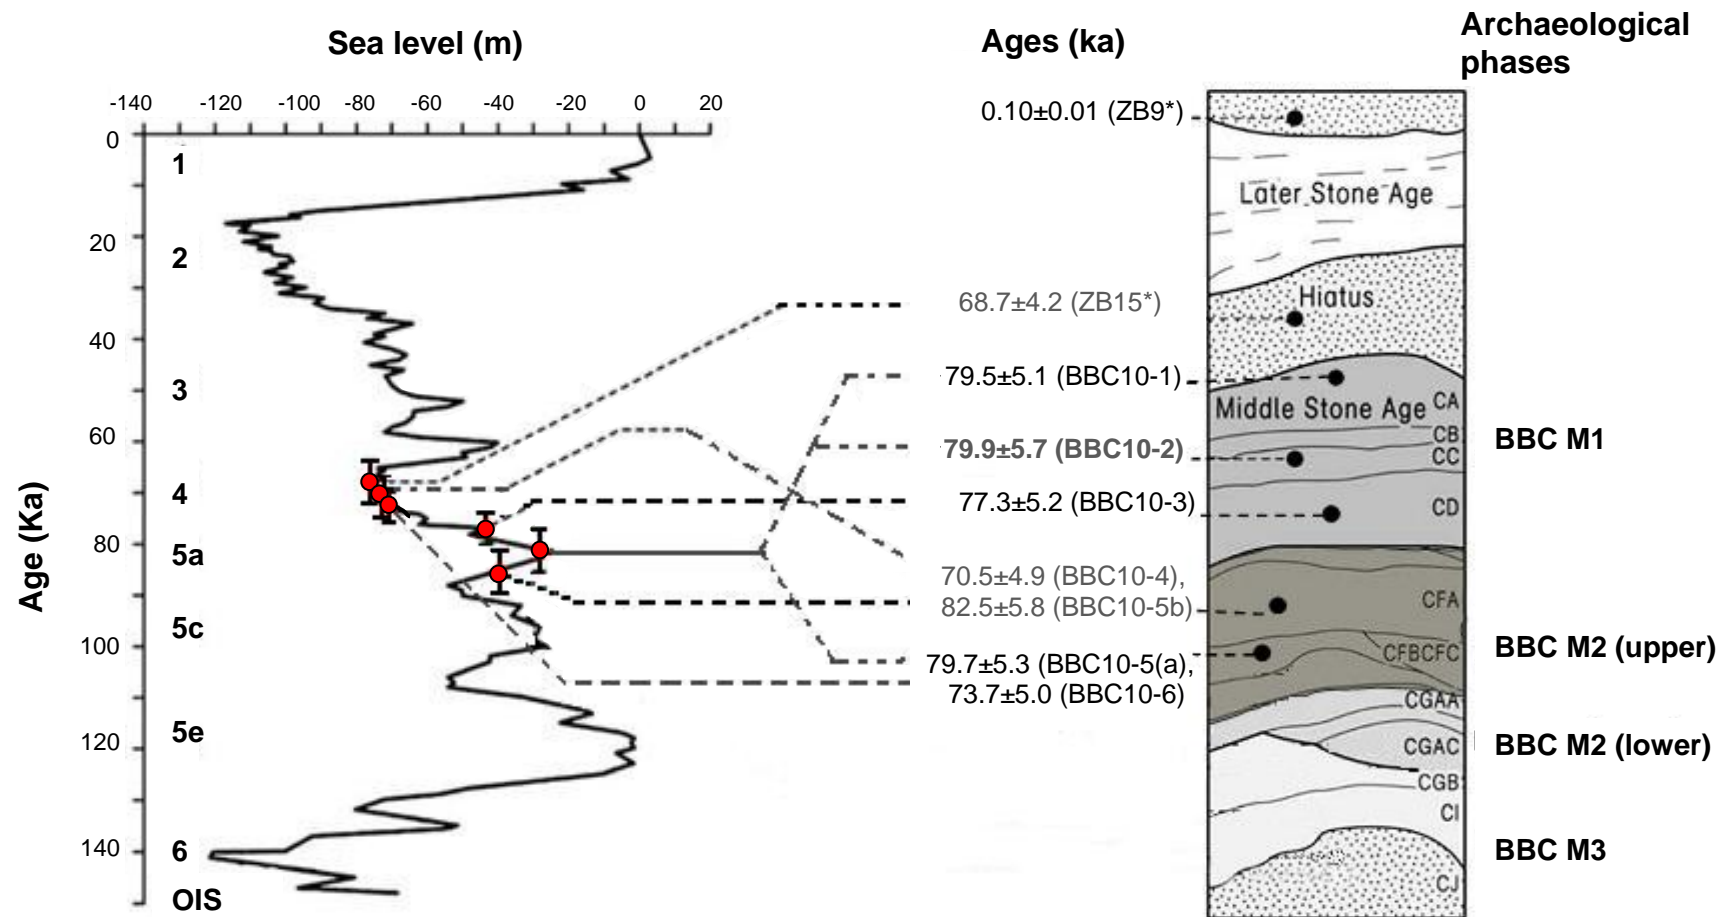 Sea level (m)
Ages (ka)
Archaeological
phases
-140 -120 -100 -80 -60 -40 -20 0 20
Age (Ka)
0
20
40
60
80
100
120
140
1
2
3
4
5a
5c
5e
6
OIS
0.10±0.01 (ZB9*)
68.7±4.2 (ZB15*)
79.5±5.1 (BBC10-1)
79.9±5.7 (BBC10-2)
77.3±5.2 (BBC10-3)
70.5±4.9 (BBC10-4),
82.5±5.8 (BBC10-5b)
79.7±5.3 (BBC10-5(a),
73.7±5.0 (BBC10-6)
Later Stone Age
Hiatus
Middle Stone Age
CA
CB
CC
CD
CFA
CFBCFC
CGAA
CGAC
CGB
CI
CJ
BBC M1
BBC M2 (upper)
BBC M2 (lower)
BBC M3